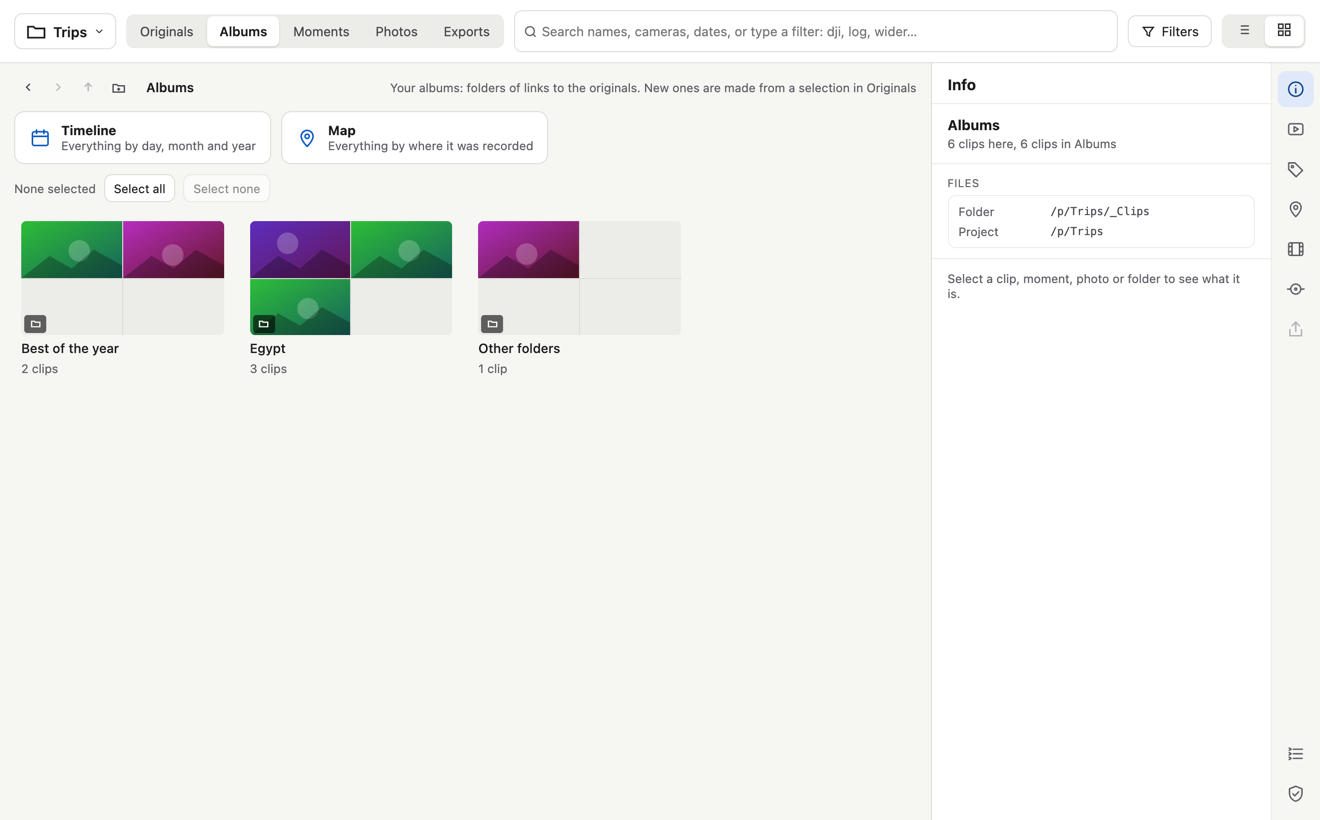 Trips
Originals
Albums
Moments
Photos
Exports
Search names, cameras, dates, or type a filter: dji, log, wider...
Filters
Albums
Your albums: folders of links to the originals. New ones are made from a selection in Originals
Timeline
Everything by day, month and year
Map
Everything by where it was recorded
None selected
Select all
Select none
Best of the year
2 clips
Egypt
3 clips
Other folders
1 clip
Info
Albums
6 clips here, 6 clips in Albums
FILES
Folder /p/Trips/_Clips
Project /p/Trips
Select a clip, moment, photo or folder to see what it
is.